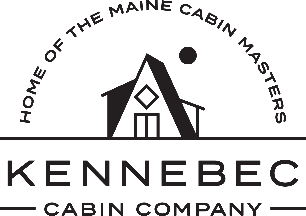 HOME OF THE MAINE CABIN MASTERS
KENNEBEC
CABIN COMPANY